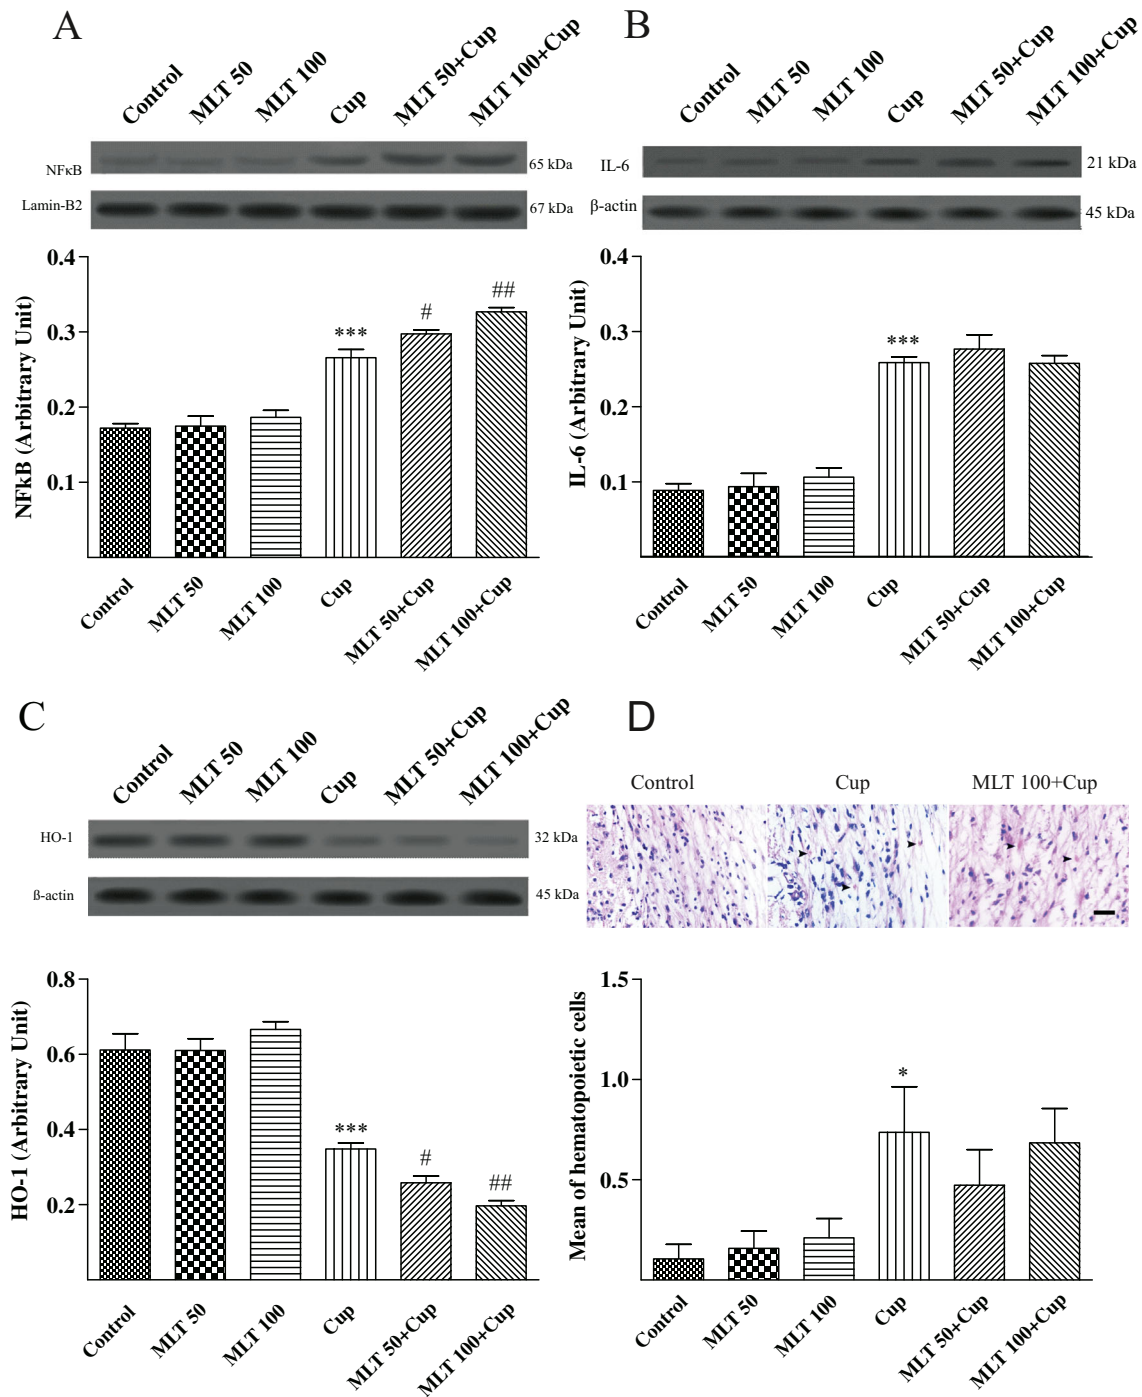 A
Control
MLT 50
MLT 100
Cup
MLT 50+Cup
MLT 100+Cup
NFκB
65 kDa
Lamin-B2
67 kDa
NFkB (Arbitrary Unit)
0.4
0.3
0.2
0.1
***
#
##
Control
MLT 50
MLT 100
Cup
MLT 50+Cup
MLT 100+Cup
B
Control
MLT 50
MLT 100
Cup
MLT 50+Cup
MLT 100+Cup
IL-6
21 kDa
β-actin
45 kDa
IL-6 (Arbitrary Unit)
0.4
0.3
0.2
0.1
***
Control
MLT 50
MLT 100
Cup
MLT 50+Cup
MLT 100+Cup
C
Control
MLT 50
MLT 100
Cup
MLT 50+Cup
MLT 100+Cup
HO-1
32 kDa
ß-actin
45 kDa
HO-1 (Arbitrary Unit)
0.8
0.6
0.4
0.2
***
#
##
Control
MLT 50
MLT 100
Cup
MLT 50+Cup
MLT 100+Cup
D
Control
Cup
MLT 100+Cup
Mean of hematopoietic cells
1.5
1.0
0.5
*
Control
MLT 50
MLT 100
Cup
MLT 50+Cup
MLT 100+Cup